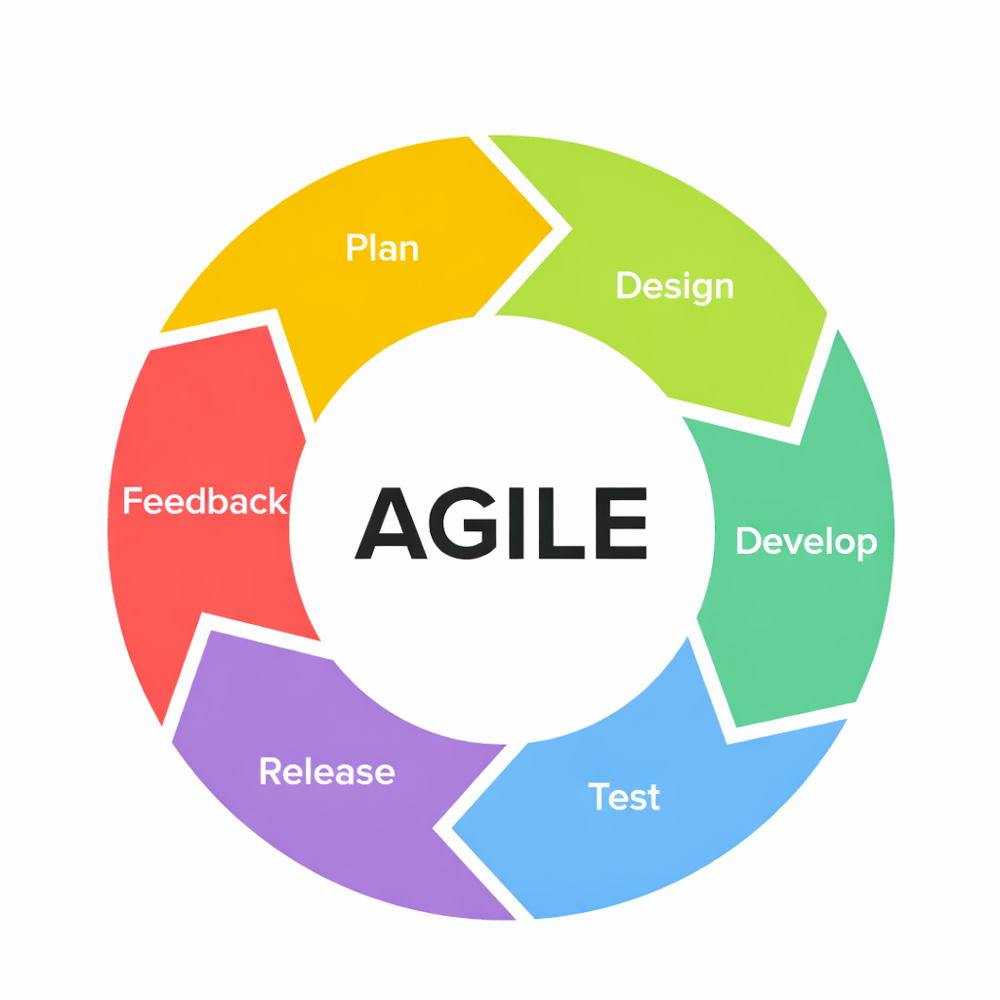 Plan
Design
Feedback
AGILE
Develop
Release
Test